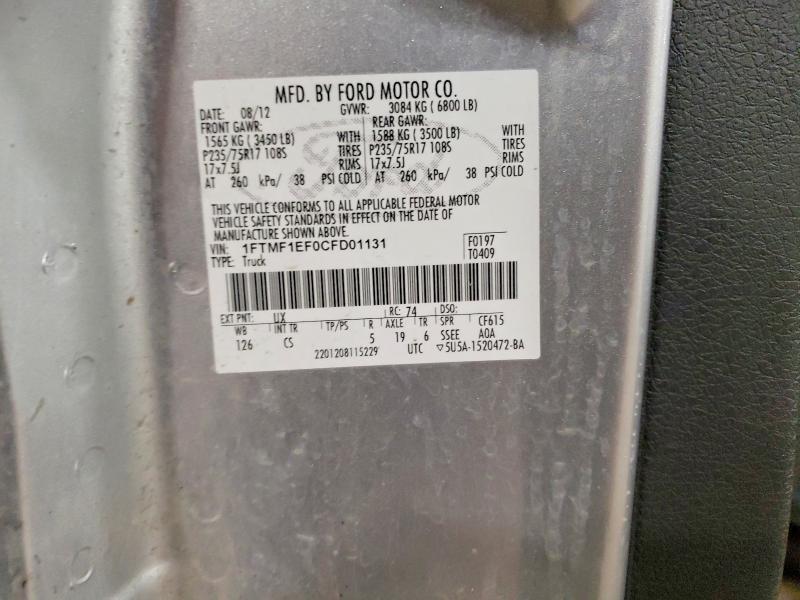 MFD. BY FORD MOTOR CO.
DATE: 08/12 GVWR: 3084 KG ( 6800 LB)
FRONT GAWR: REAR GAWR:
1565 KG ( 3450 LB) WITH 1588 KG ( 3500 LB) WITH
P235/75R17 108S TIRES P235/75R17 108S TIRES
17x7.5J RIMS 17x7.5J RIMS
AT 260 kPa/ 38 PSI COLD AT 260 kPa/ 38 PSI COLD
THIS VEHICLE CONFORMS TO ALL APPLICABLE FEDERAL MOTOR
VEHICLE SAFETY STANDARDS IN EFFECT ON THE DATE OF
MANUFACTURE SHOWN ABOVE.
VIN: 1FTMF1EF0CFD01131 F0197
TYPE: Truck T0409
EXT PNT: UX RC: 74 DSO:
WB INT TR TP/PS R AXLE TR SPR CF615
126 CS 5 19 6 SSEE A0A
2201208115229 UTC ▽5U5A-1520472-BA